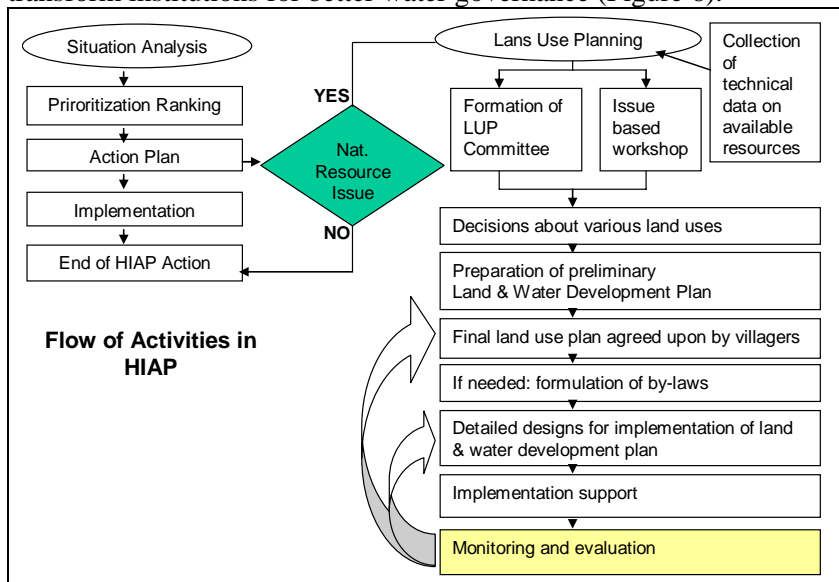 transform institutions for better water governance (Figure 6).
Situation Analysis
Priroritization Ranking
Action Plan
Implementation
End of HIAP Action
YES
Nat.
Resource
Issue
NO
Flow of Activities in
HIAP
Lans Use Planning
Collection
of
technical
data on
available
resources
Formation of
LUP
Committee
Issue
based
workshop
Decisions about various land uses
Preparation of preliminary
Land & Water Development Plan
Final land use plan agreed upon by villagers
If needed: formulation of by-laws
Detailed designs for implementation of land
& water development plan
Implementation support
Monitoring and evaluation